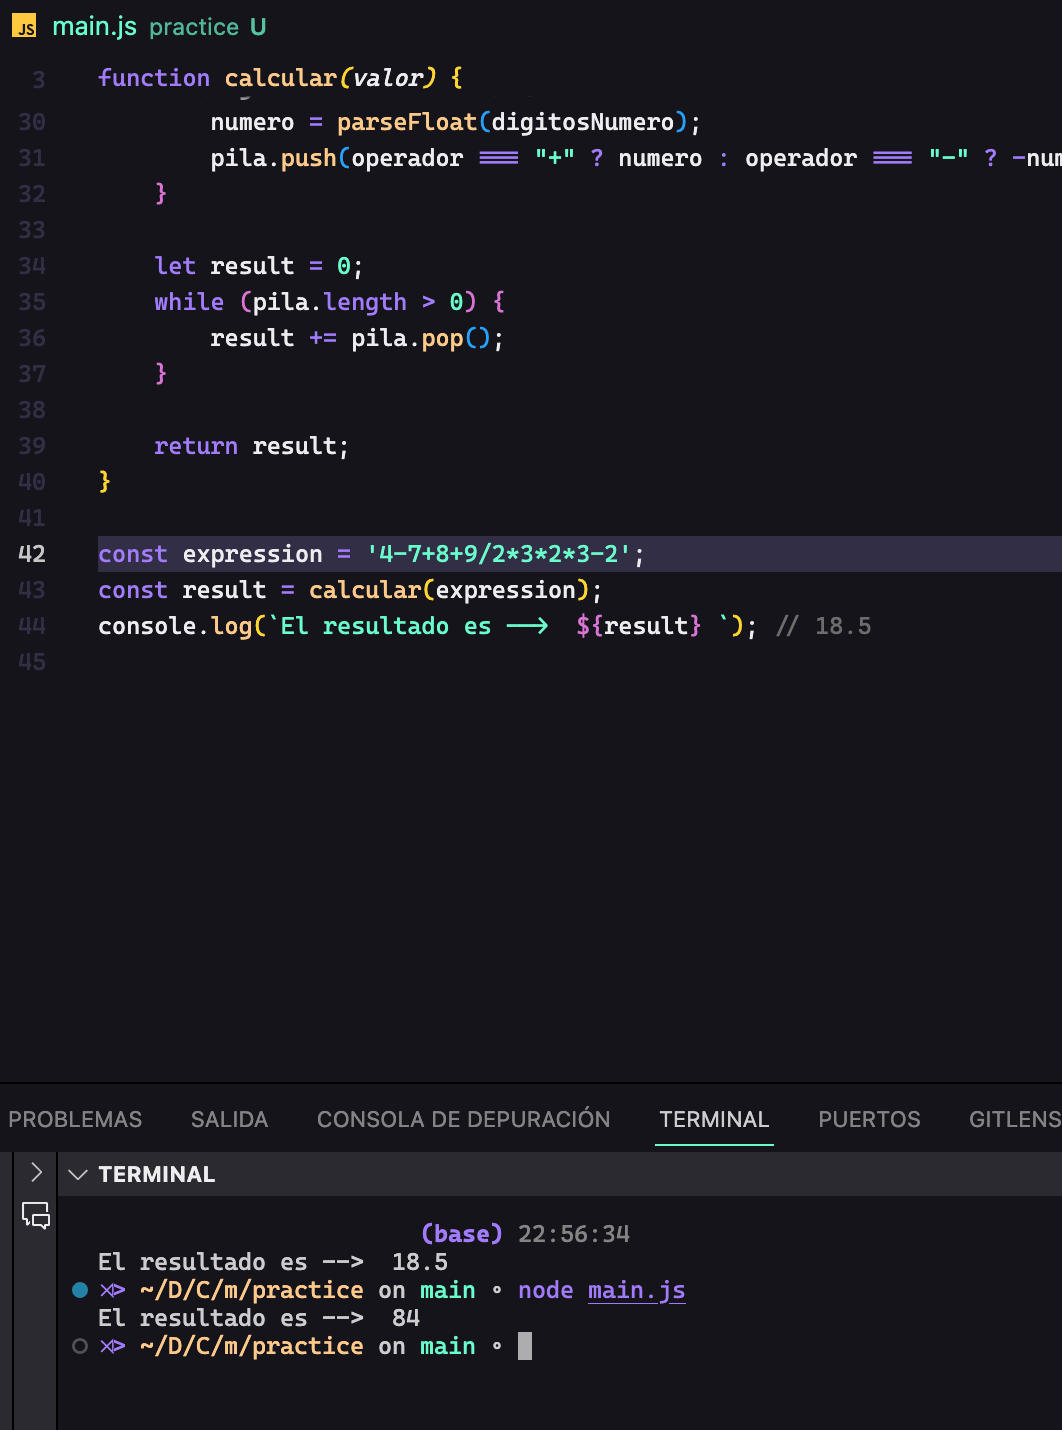 JS main.js practice U
3 function calcular(valor) {
30 numero = parseFloat(digitosNumero);
31 pila.push(operador === "+" ? numero : operador === "-" ? -num
32 }
33
34 let result = 0;
35 while (pila.length > 0) {
36 result += pila.pop();
37 }
38
39 return result;
40 }
41
42 const expression = '4-7+8+9/2*3*2*3-2';
43 const result = calcular(expression);
44 console.log(`El resultado es -->  ${result} `); // 18.5
45
PROBLEMAS SALIDA CONSOLA DE DEPURACIÓN TERMINAL PUERTOS GITLENS
TERMINAL
(base) 22:56:34
El resultado es -->  18.5
~/D/C/m/practice on main ∘ node main.js
El resultado es -->  84
~/D/C/m/practice on main ∘